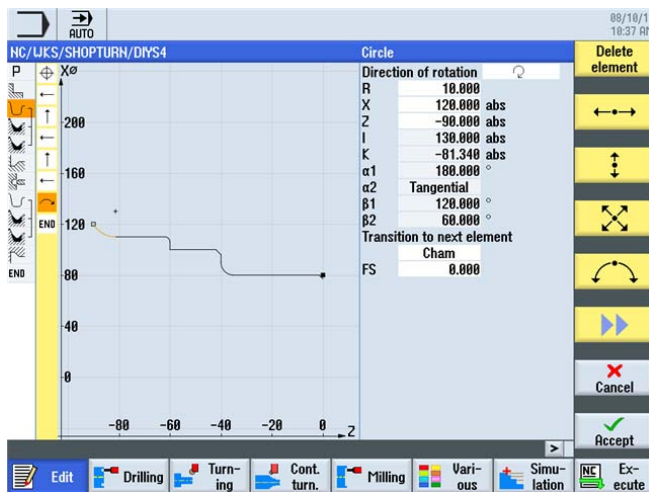 AUTO
08/10/1
10:37 AM
NC/WKS/SHOPTURN/DIYS4
Circle
Delete
element
P
XØ
Direction of rotation
R 10.000
X 120.000 abs
Z -90.000 abs
I 130.000 abs
K -81.340 abs
α1 180.000 °
α2 Tangential
β1 120.000 °
β2 60.000 °
Transition to next element
Cham
FS 0.000
200
160
120
80
40
0
END
END
-80 -60 -40 -20 0 Z
Cancel
Accept
>
Edit
Drilling
Turn-
ing
Cont.
turn.
Milling
Vari-
ous
Simu-
lation
NC
Ex-
ecute